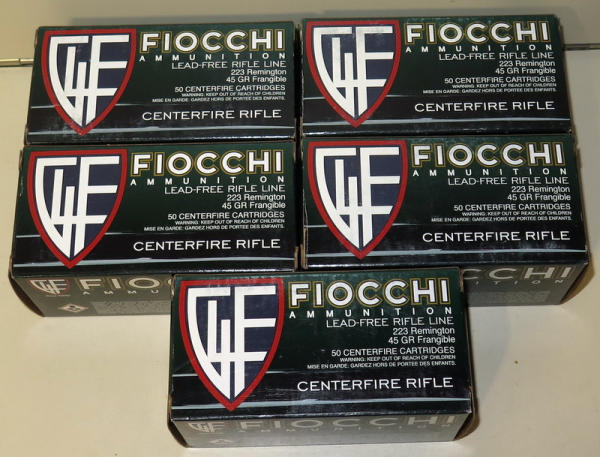 FIOCCHI
AMMUNITION
LEAD-FREE RIFLE LINE
223 Remington
45 GR Frangible
50 CENTERFIRE CARTRIDGES
WARNING: KEEP OUT OF REACH OF CHILDREN
MISE EN GARDE: GARDEZ HORS DE PORTEE DES ENFANTS.
CENTERFIRE RIFLE
FIOCCHI
AMMUNITION
LEAD-FREE RIFLE LINE
223 Remington
45 GR Frangible
50 CENTERFIRE CARTRIDGES
WARNING: KEEP OUT OF REACH OF CHILDREN
MISE EN GARDE: GARDEZ HORS DE PORTEE DES ENFANTS.
CENTERFIRE RIFLE
FIOCCHI
AMMUNITION
LEAD-FREE RIFLE LINE
223 Remington
45 GR Frangible
50 CENTERFIRE CARTRIDGES
WARNING: KEEP OUT OF REACH OF CHILDREN
MISE EN GARDE: GARDEZ HORS DE PORTEE DES ENFANTS.
CENTERFIRE RIFLE
FIOCCHI
AMMUNITION
FIOCCHI
AMMUNITION
LEAD-FREE RIFLE LINE
223 Remington
45 GR Frangible
50 CENTERFIRE CARTRIDGES
WARNING: KEEP OUT OF REACH OF CHILDREN
MISE EN GARDE: GARDEZ HORS DE PORTEE DES ENFANTS.
CENTERFIRE RIFLE
FIOCCHI
FIOCCHI
AMMUNITION
LEAD-FREE RIFLE LINE
223 Remington
45 GR Frangible
50 CENTERFIRE CARTRIDGES
WARNING: KEEP OUT OF REACH OF CHILDREN
MISE EN GARDE: GARDEZ HORS DE PORTEE DES ENFANTS.
CENTERFIRE RIFLE
FIOCCHI
AMMUNITION